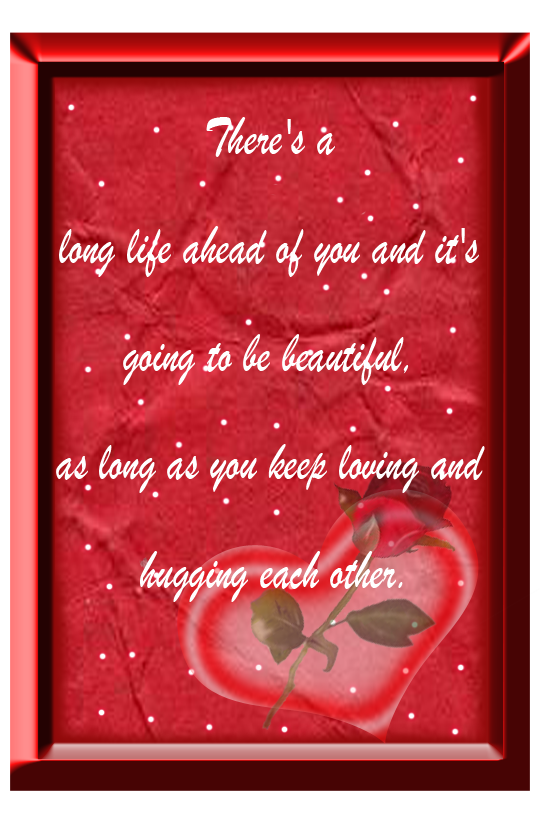 There's a
long life ahead of you and it's
going to be beautiful,
as long as you keep loving and
hugging each other.